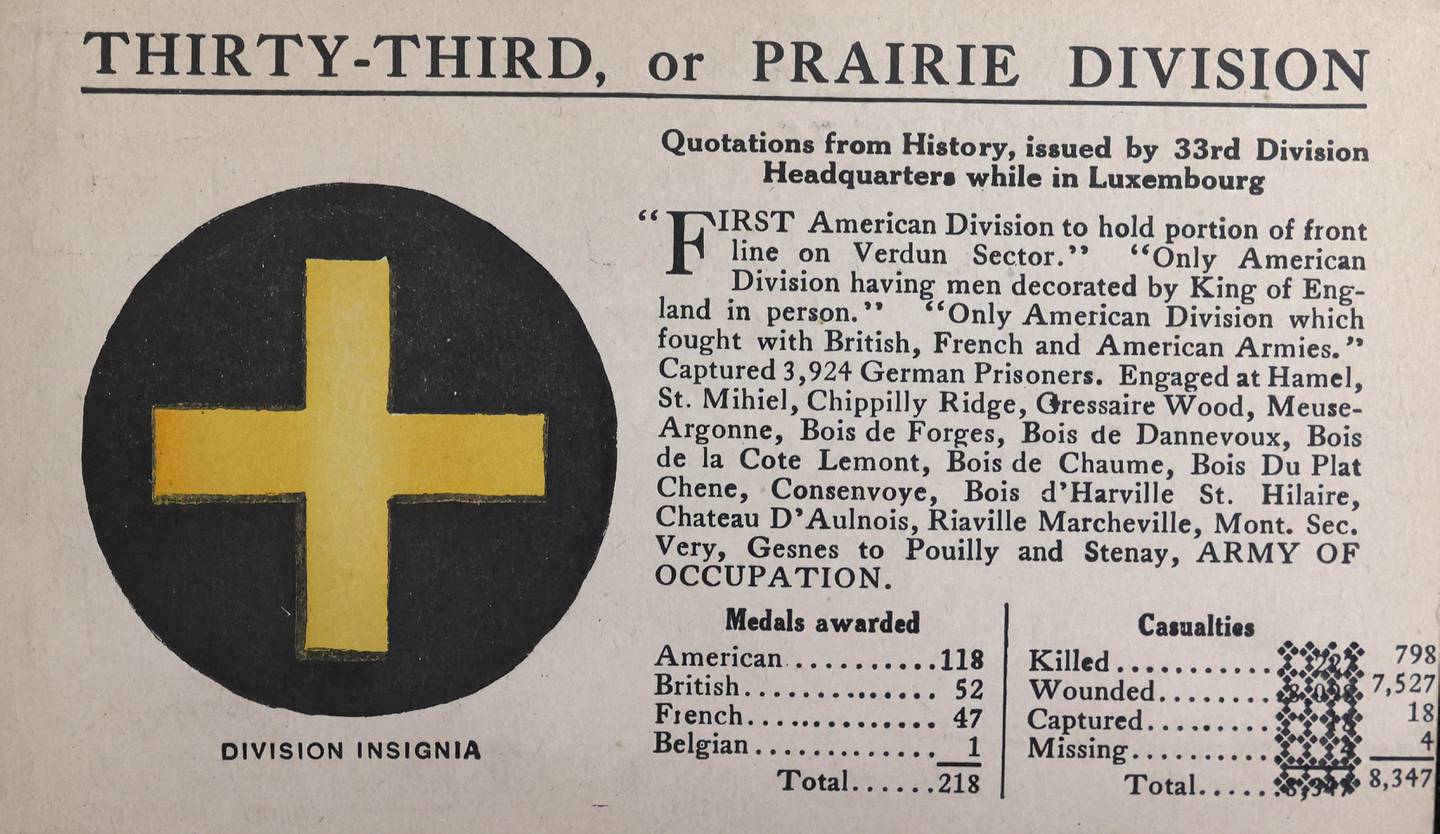 THIRTY-THIRD, or PRAIRIE DIVISION
Quotations from History, issued by 33rd Division
Headquarters while in Luxembourg
“FIRST American Division to hold portion of front
line on Verdun Sector.” “Only American
Division having men decorated by King of Eng-
land in person.” “Only American Division which
fought with British, French and American Armies.”
Captured 3,924 German Prisoners. Engaged at Hamel,
St. Mihiel, Chippilly Ridge, Gressaire Wood, Meuse-
Argonne, Bois de Forges, Bois de Dannevoux, Bois
de la Cote Lemont, Bois de Chaume, Bois Du Plat
Chene, Consenvoye, Bois d’Harville St. Hilaire,
Chateau D’Aulnois, Riaville Marcheville, Mont. Sec.
Very, Gesnes to Pouilly and Stenay, ARMY OF
OCCUPATION.
DIVISION INSIGNIA
Medals awarded
American...........118
British.............. 52
French.............. 47
Belgian............. 1
Total......218
Casualties
Killed........... 798
Wounded........ 7,527
Captured......... 18
Missing.......... 4
Total..... 8,347